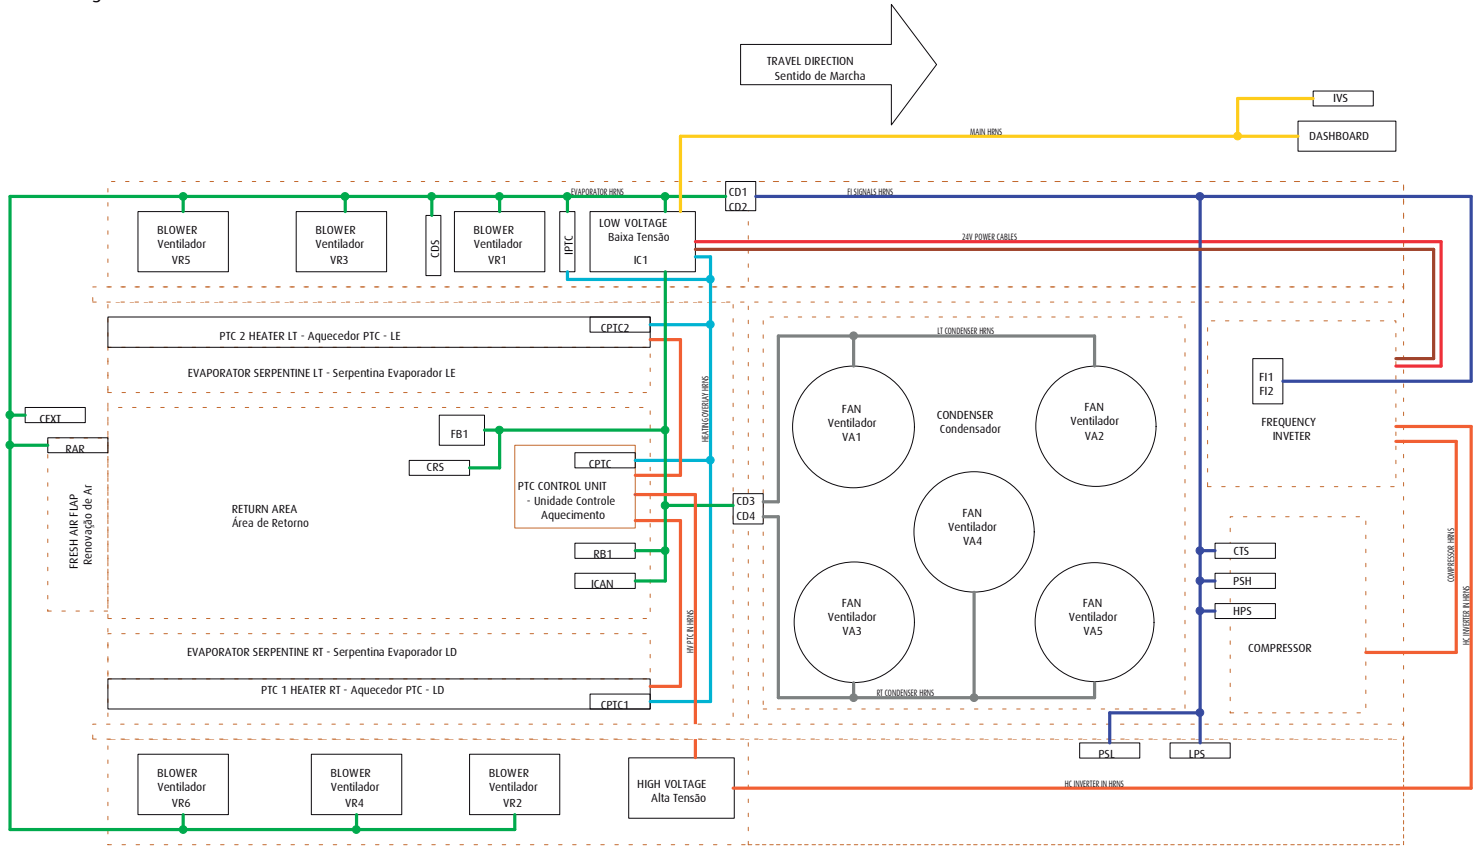 TRAVEL DIRECTION
Sentido de Marcha
IVS
MAIN HRNS
DASHBOARD
EVAPORATOR HRNS
CD1
CD2
FI SIGNALS HRNS
BLOWER
Ventilador
VR5
BLOWER
Ventilador
VR3
CDS
BLOWER
Ventilador
VR1
IPTC
LOW VOLTAGE
Baixa Tensão
IC1
24V POWER CABLES
PTC 2 HEATER LT - Aquecedor PTC - LE
CPTC2
EVAPORATOR SERPENTINE LT - Serpentina Evaporador LE
HEATING OVERLAY HRNS
LT CONDENSER HRNS
FAN
Ventilador
VA1
CONDENSER
Condensador
FAN
Ventilador
VA2
FI1
FI2
FREQUENCY
INVETER
CEXT
RAR
FRESH AIR FLAP
Renovação de Ar
FB1
CRS
CPTC
PTC CONTROL UNIT
- Unidade Controle
Aquecimento
RETURN AREA
Área de Retorno
CD3
CD4
FAN
Ventilador
VA4
RB1
ICAN
CTS
PSH
HPS
COMPRESSOR HRNS
HC INVERTER IN HRNS
HV PTC IN HRNS
FAN
Ventilador
VA3
FAN
Ventilador
VA5
COMPRESSOR
EVAPORATOR SERPENTINE RT - Serpentina Evaporador LD
PTC 1 HEATER RT - Aquecedor PTC - LD
CPTC1
RT CONDENSER HRNS
PSL
LPS
BLOWER
Ventilador
VR6
BLOWER
Ventilador
VR4
BLOWER
Ventilador
VR2
HIGH VOLTAGE
Alta Tensão
HC INVERTER IN HRNS